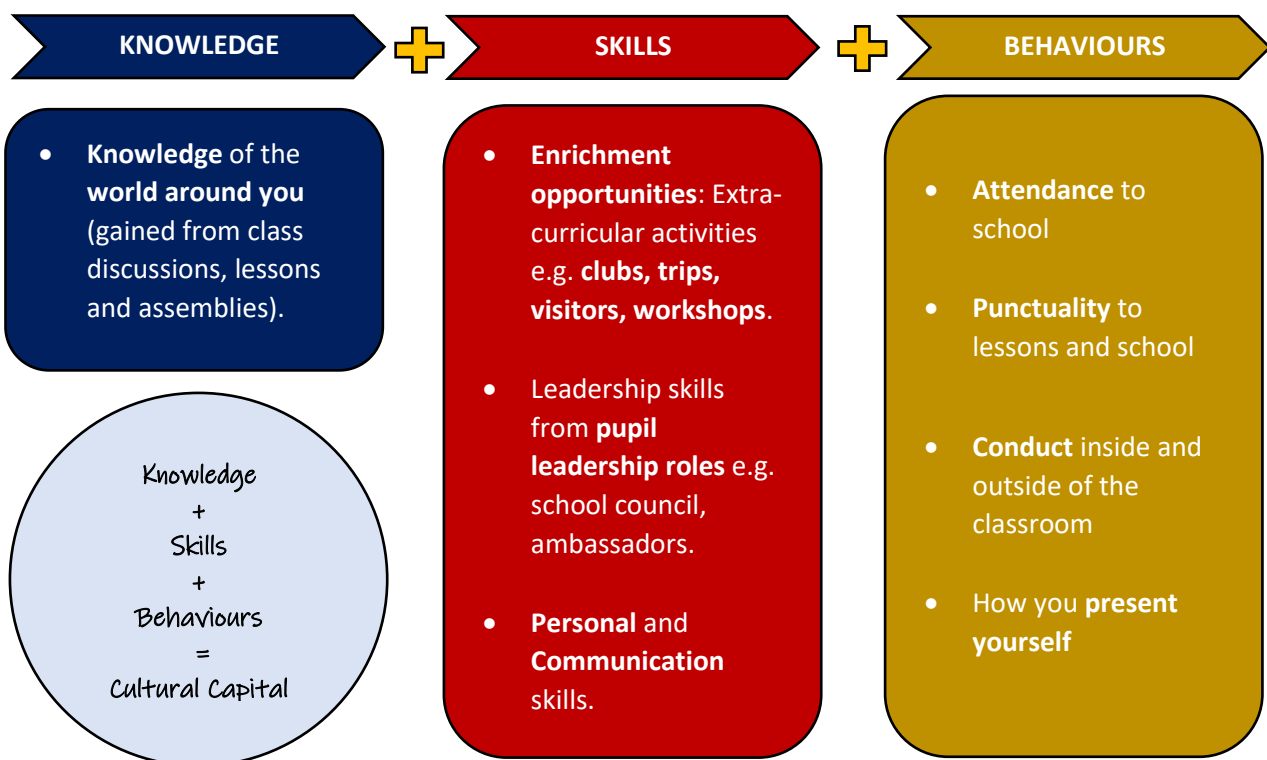 KNOWLEDGE
SKILLS
BEHAVIOURS
• Knowledge of the
world around you
(gained from class
discussions, lessons
and assemblies).
Knowledge
+
Skills
+
Behaviours
=
Cultural Capital
• Enrichment
opportunities: Extra-
curricular activities
e.g. clubs, trips,
visitors, workshops.
• Leadership skills
from pupil
leadership roles e.g.
school council,
ambassadors.
• Personal and
Communication
skills.
• Attendance to
school
• Punctuality to
lessons and school
• Conduct inside and
outside of the
classroom
• How you present
yourself